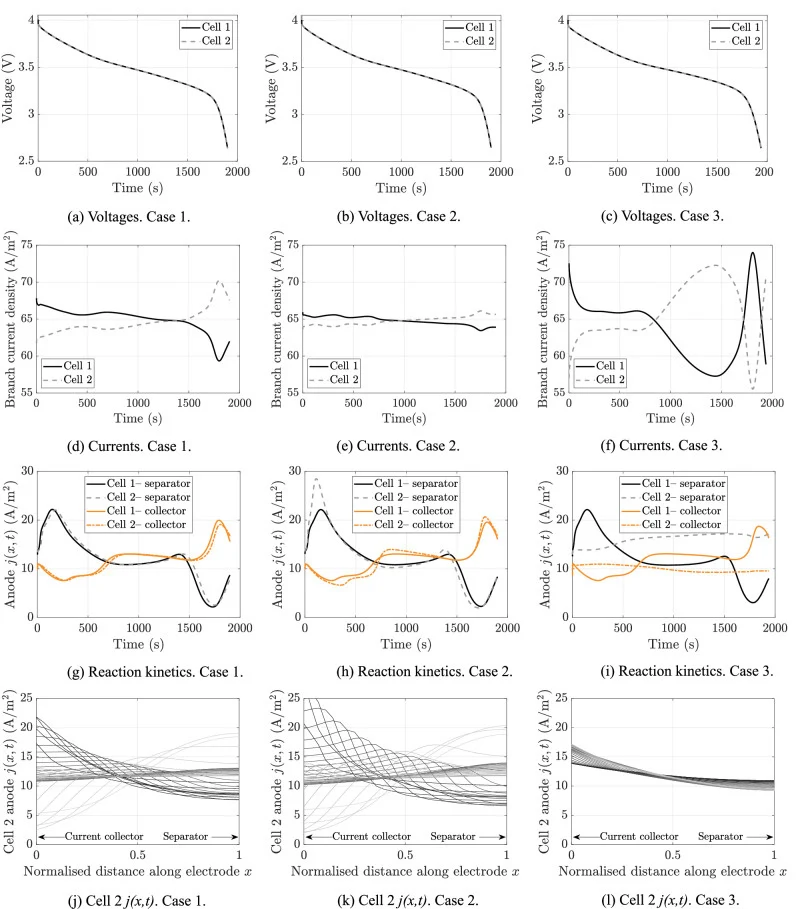 Voltage (V)
4
3.5
3
2.5
Cell 1
Cell 2
0 500 1000 1500 2000
Time (s)
(a) Voltages. Case 1.
Voltage (V)
4
3.5
3
2.5
Cell 1
Cell 2
0 500 1000 1500 2000
Time (s)
(b) Voltages. Case 2.
Voltage (V)
4
3.5
3
2.5
Cell 1
Cell 2
0 500 1000 1500 200
Time (s)
(c) Voltages. Case 3.
Branch current density (A/m²)
75
70
65
60
55
Cell 1
Cell 2
0 500 1000 1500 2000
Time (s)
(d) Currents. Case 1.
Branch current density (A/m²)
75
70
65
60
55
Cell 1
Cell 2
0 500 1000 1500 2000
Time(s)
(e) Currents. Case 2.
Branch current density (A/m²)
75
70
65
60
55
Cell 1
Cell 2
0 500 1000 1500 2000
Time (s)
(f) Currents. Case 3.
Anode j(x, t) (A/m²)
30
20
10
0
Cell 1– separator
Cell 2– separator
Cell 1– collector
Cell 2– collector
0 500 1000 1500 2000
Time (s)
(g) Reaction kinetics. Case 1.
Anode j(x, t) (A/m²)
30
20
10
0
Cell 1– separator
Cell 2– separator
Cell 1– collector
Cell 2– collector
0 500 1000 1500 2000
Time (s)
(h) Reaction kinetics. Case 2.
Anode j(x, t) (A/m²)
30
20
10
0
Cell 1– separator
Cell 2– separator
Cell 1– collector
Cell 2– collector
0 500 1000 1500 2000
Time (s)
(i) Reaction kinetics. Case 3.
Cell 2 anode j(x, t) (A/m²)
25
20
15
10
5
0
Current collector Separator
0 0.5 1
Normalised distance along electrode x
(j) Cell 2 j(x,t). Case 1.
Cell 2 anode j(x, t) (A/m²)
25
20
15
10
5
0
Current collector Separator
0 0.5 1
Normalised distance along electrode x
(k) Cell 2 j(x,t). Case 2.
Cell 2 anode j(x, t) (A/m²)
25
20
15
10
5
0
Current collector Separator
0 0.5 1
Normalised distance along electrode x
(l) Cell 2 j(x,t). Case 3.